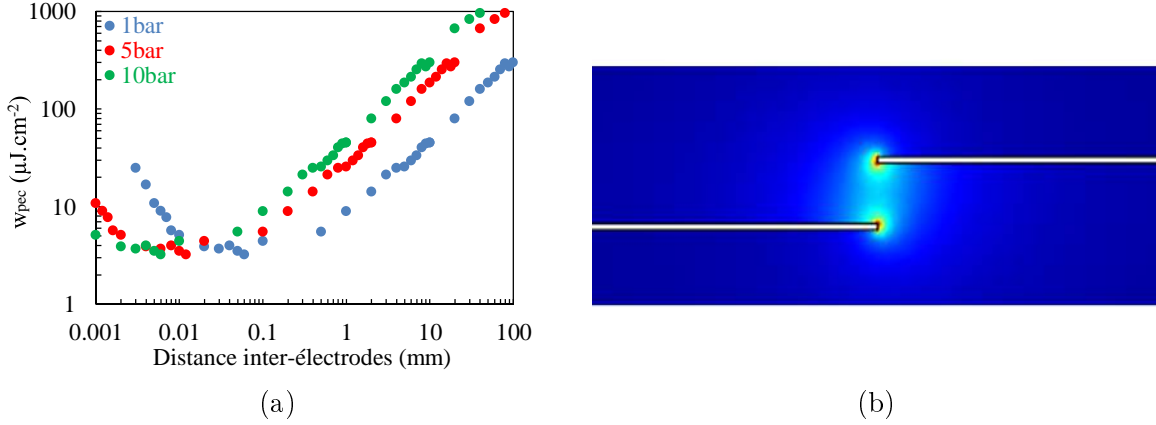 1000
100
10
1
1bar
5bar
10bar
wpec (µJ.cm-2)
0.001 0.01 0.1 1 10 100
Distance inter-électrodes (mm)
(a)
(b)